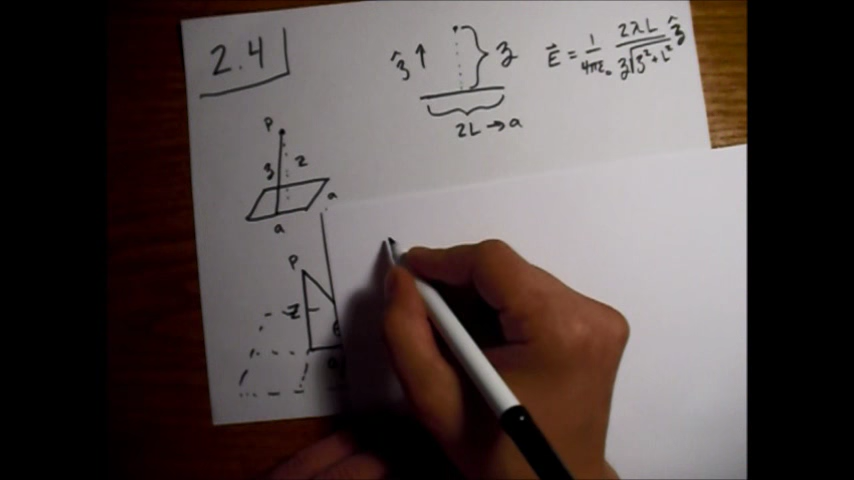 2.4
ẑ↑
z
2L → a
E⃗ = 1/4πε₀ 2λL/z√z²+L² ẑ
P
z
a
a
P
z